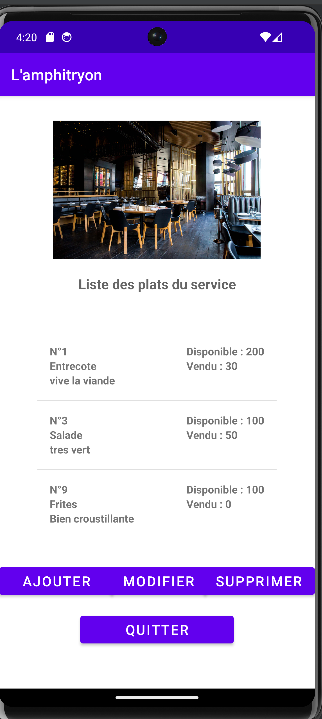 4:20
L'amphitryon
Liste des plats du service
N°1
Disponible : 200
Entrecote
Vendu : 30
vive la viande
N°3
Disponible : 100
Salade
Vendu : 50
tres vert
N°9
Disponible : 100
Frites
Vendu : 0
Bien croustillante
AJOUTER MODIFIER SUPPRIMER
QUITTER